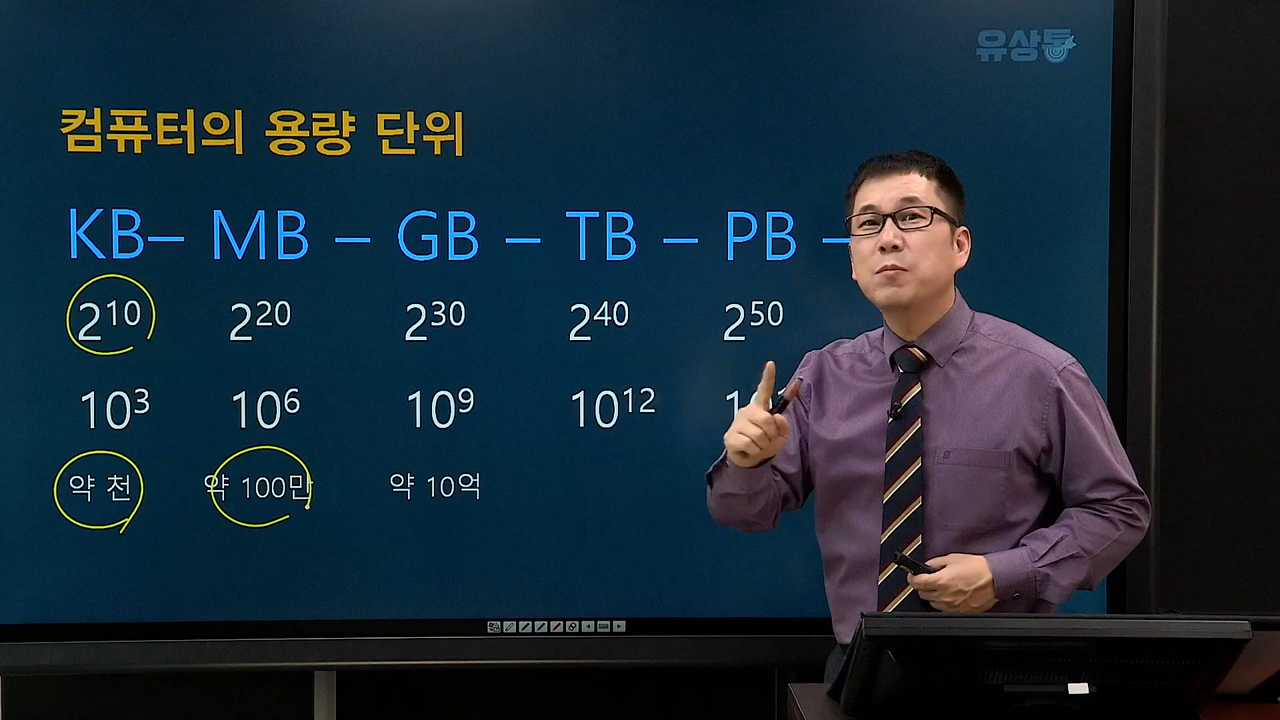 유상통
컴퓨터의 용량 단위
KB – MB – GB – TB – PB –
2¹⁰ 2²⁰ 2³⁰ 2⁴⁰ 2⁵⁰
10³ 10⁶ 10⁹ 10¹²
약 천 약 100만 약 10억